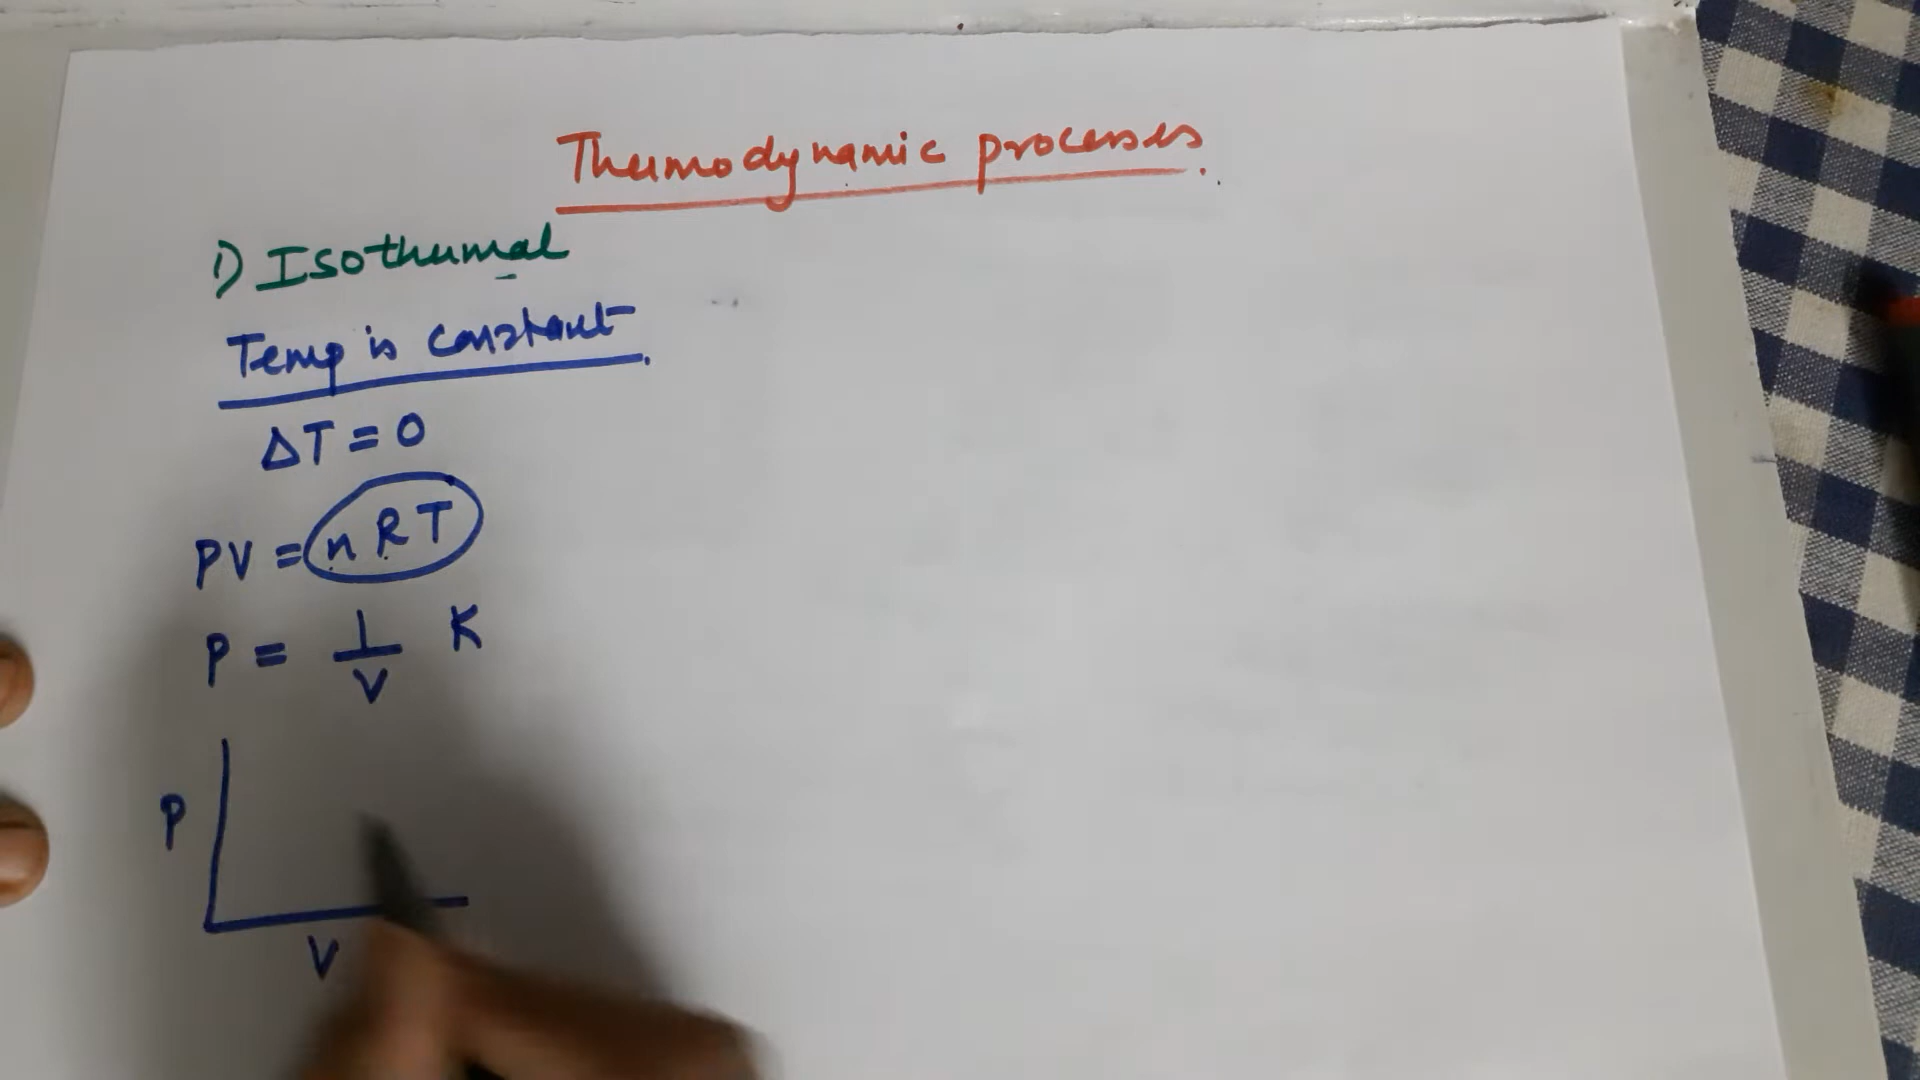 Thermodynamic processes.
1) Isothermal
Temp is constant.
ΔT = 0
PV = nRT
P = 1/V K
P
V